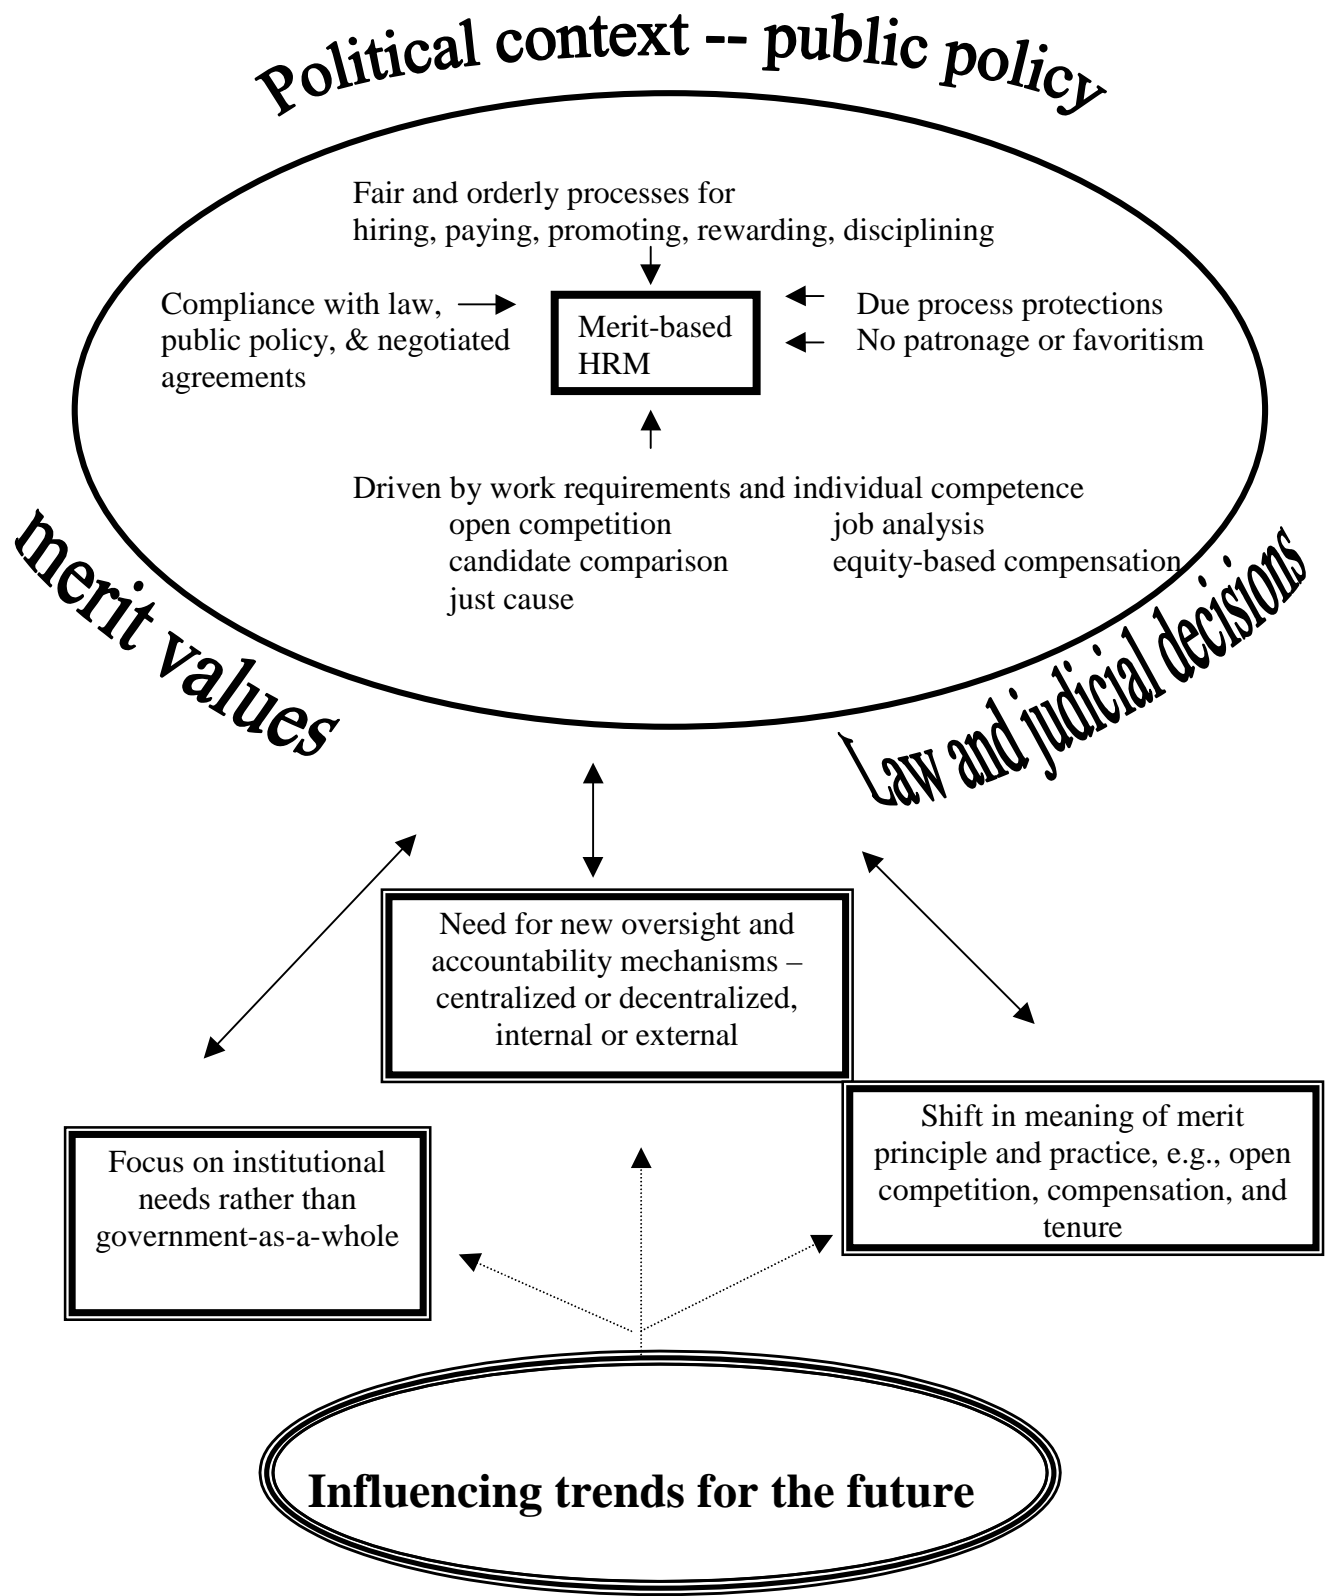 Political context -- public policy
Fair and orderly processes for
hiring, paying, promoting, rewarding, disciplining
Compliance with law,
public policy, & negotiated
agreements
Merit-based
HRM
Due process protections
No patronage or favoritism
Driven by work requirements and individual competence
open competition
job analysis
candidate comparison
equity-based compensation
just cause
merit values
Law and judicial decisions
Need for new oversight and
accountability mechanisms –
centralized or decentralized,
internal or external
Focus on institutional
needs rather than
government-as-a-whole
Shift in meaning of merit
principle and practice, e.g., open
competition, compensation, and
tenure
Influencing trends for the future